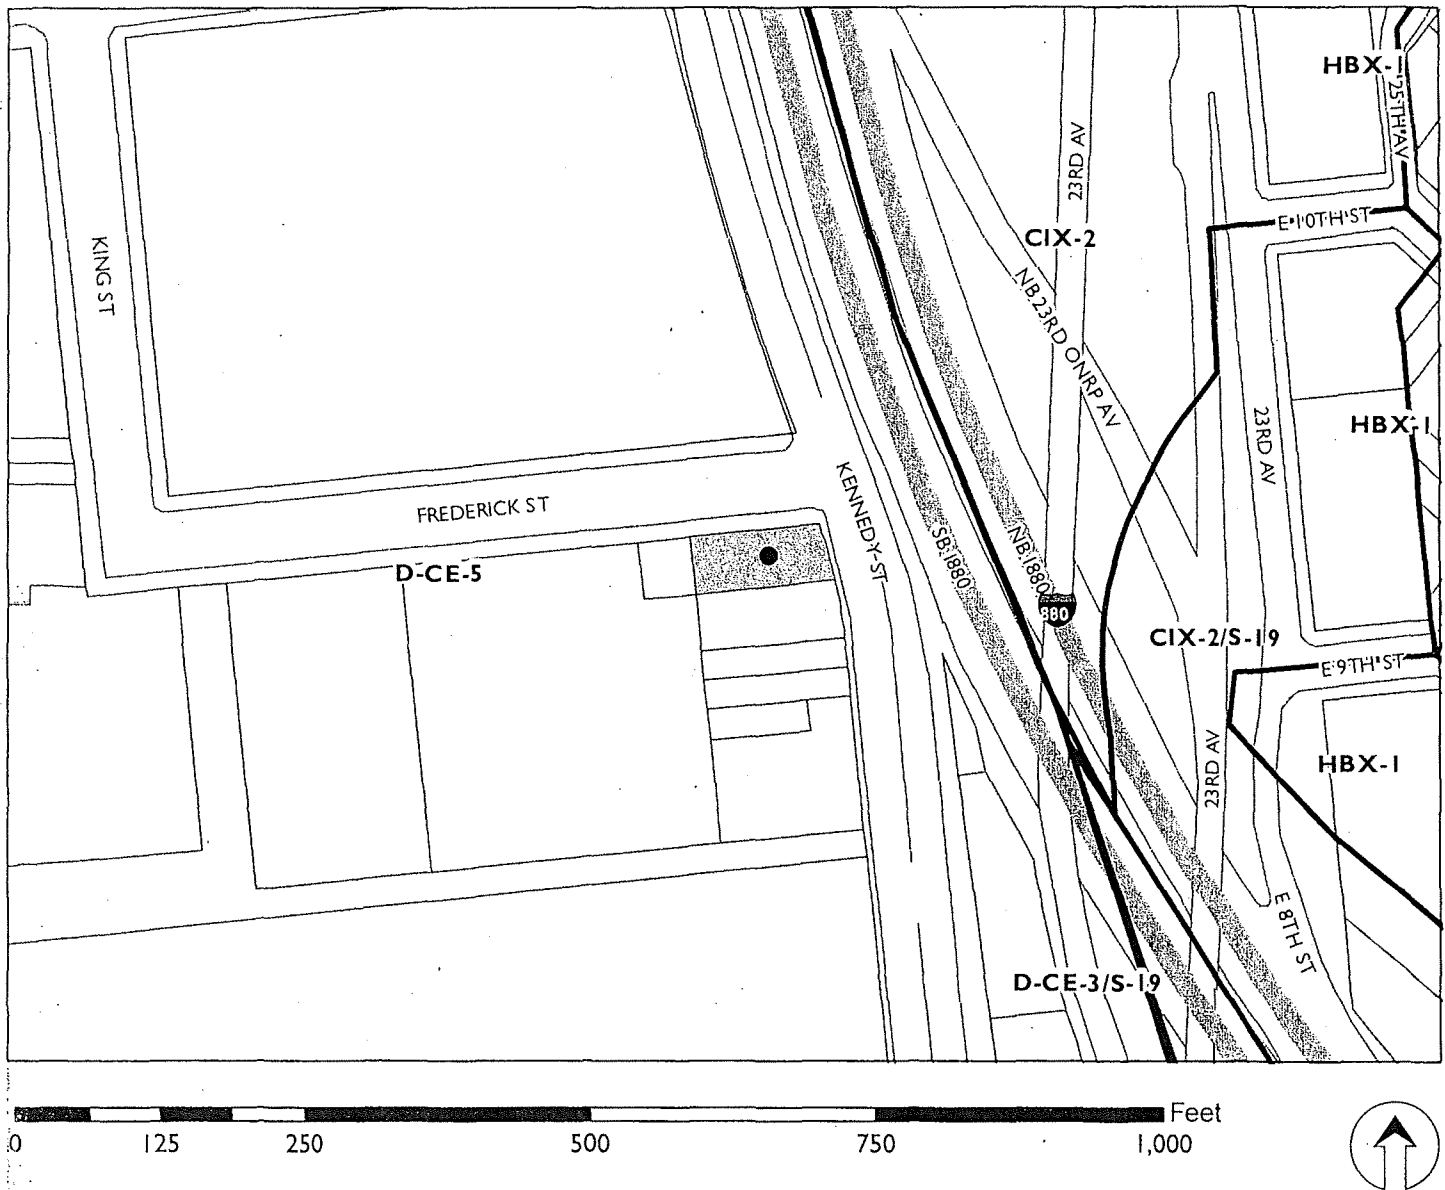 HBX-1
25TH AV
23RD AV
E 10TH ST
CIX-2
KING ST
NB 23RD ONRP AV
HBX-1
23RD AV
KENNEDY ST
FREDERICK ST
SB I880
NB I880
D-CE-5
880
CIX-2/S-19
E 9TH ST
23RD AV
HBX-1
E 8TH ST
D-CE-3/S-19
Feet
0 125 250 500 750 1,000